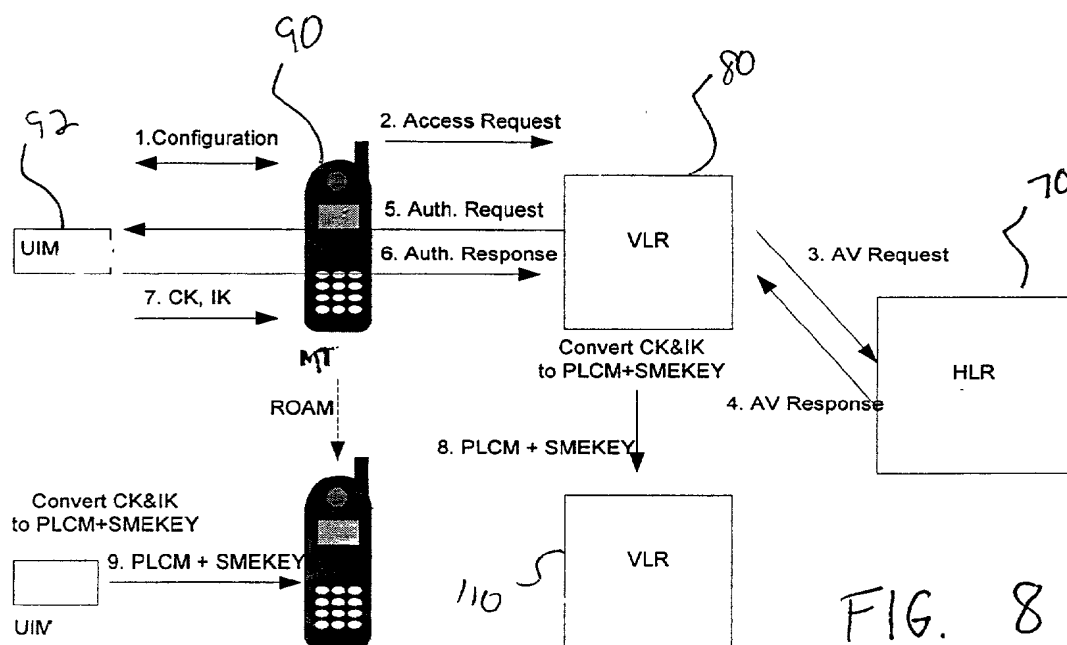 90
80
92
1.Configuration
2. Access Request
70
UIM
5. Auth. Request
VLR
3. AV Request
6. Auth. Response
7. CK, IK
MT
Convert CK&IK
to PLCM+SMEKEY
HLR
ROAM
4. AV Response
8. PLCM + SMEKEY
Convert CK&IK
to PLCM+SMEKEY
9. PLCM + SMEKEY
VLR
110
UIM
FIG. 8